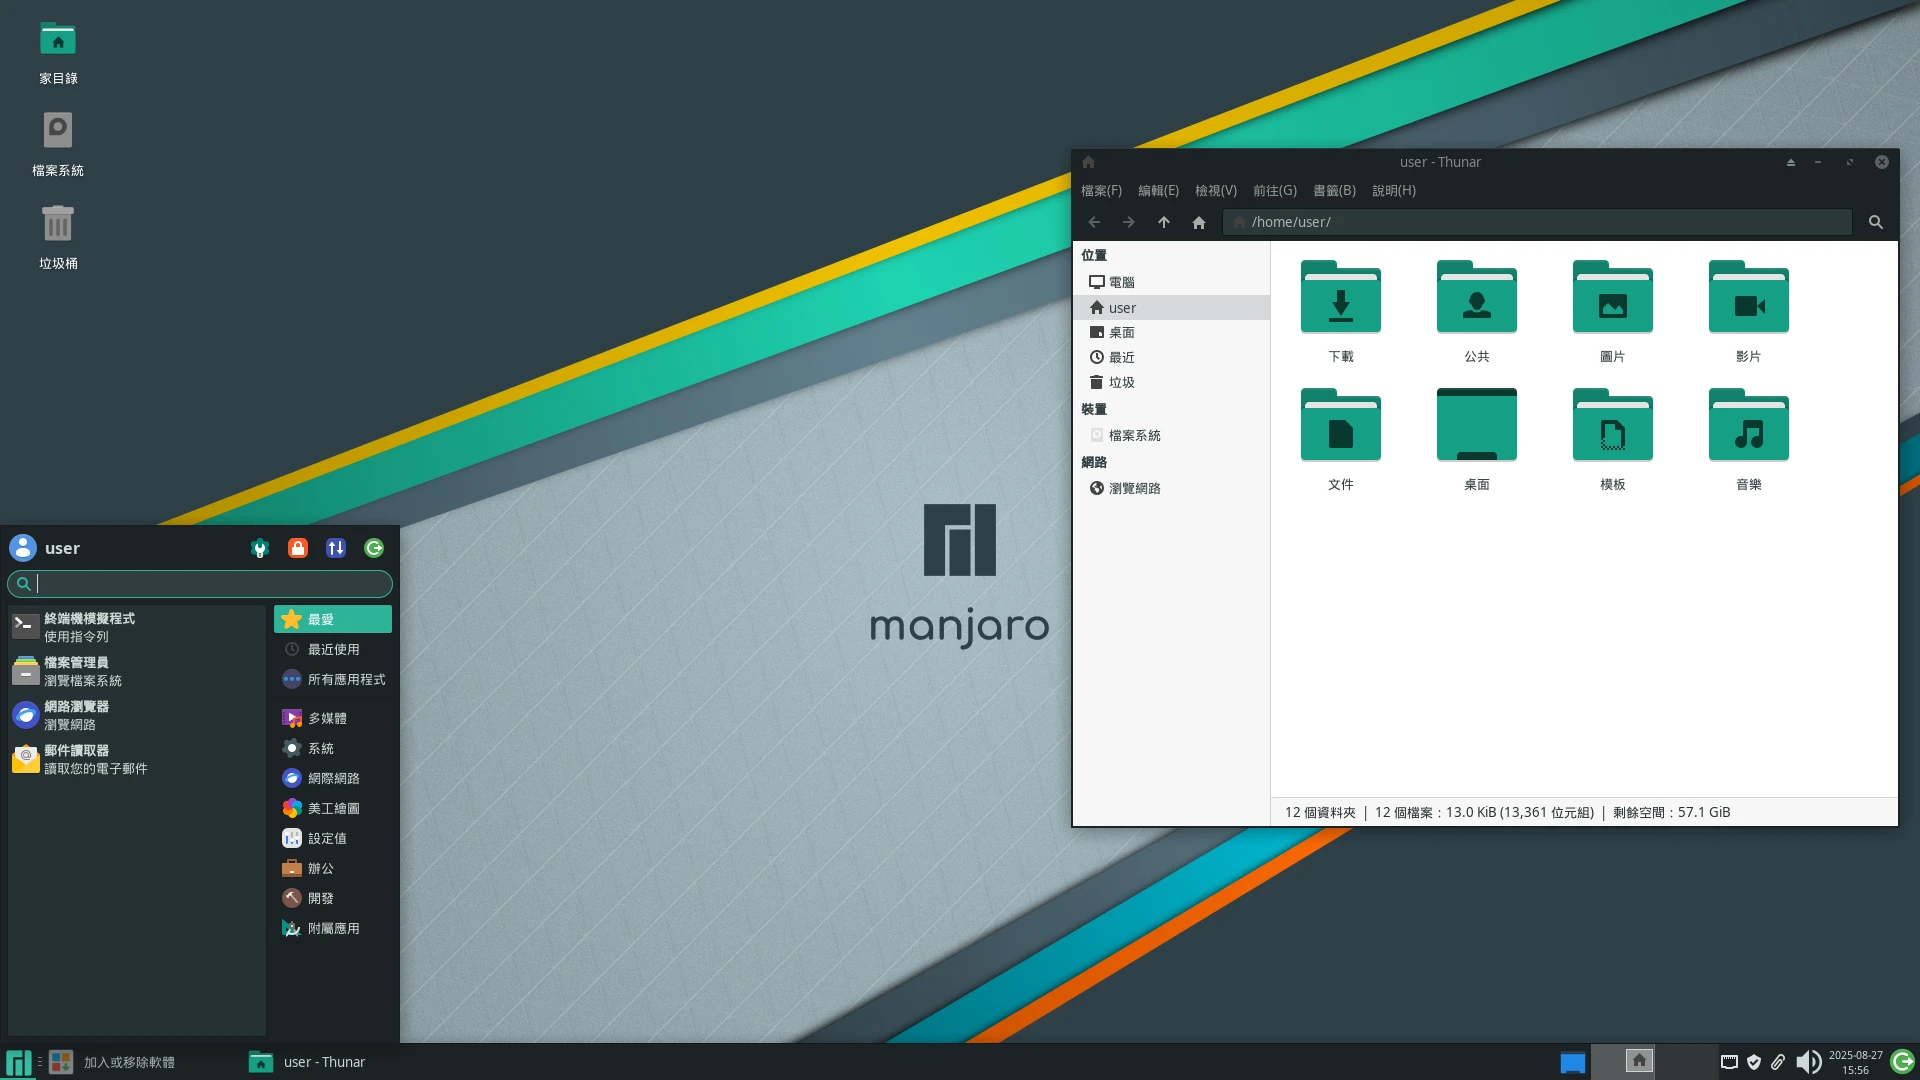 家目錄
檔案系統
垃圾桶
user - Thunar
檔案(F) 編輯(E) 檢視(V) 前往(G) 書籤(B) 說明(H)
/home/user/
位置
電腦
user
桌面
最近
垃圾
裝置
檔案系統
網路
瀏覽網路
下載 公共 圖片 影片
文件 桌面 模板 音樂
12 個資料夾 | 12 個檔案：13.0 KiB (13,361 位元組) | 剩餘空間：57.1 GiB
manjaro
user
終端機模擬程式
使用指令列
檔案管理員
瀏覽檔案系統
網路瀏覽器
瀏覽網路
郵件讀取器
讀取您的電子郵件
最愛
最近使用
所有應用程式
多媒體
系統
網際網路
美工繪圖
設定值
辦公
開發
附屬應用
加入或移除軟體
user - Thunar
2025-08-27
15:56